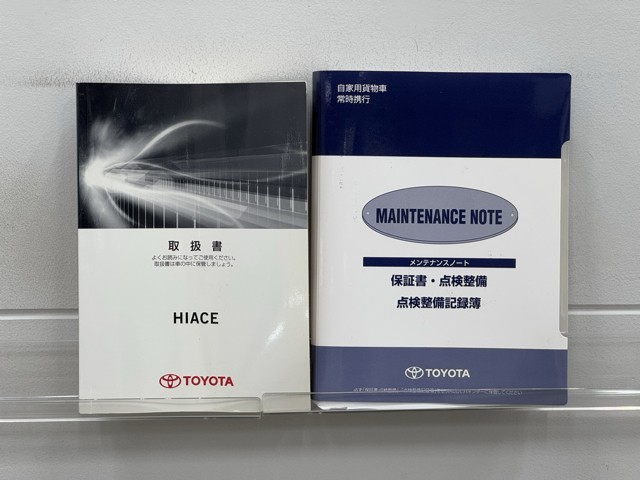 取扱書
よくお読みになってご使用ください。
取扱書は車の中に保管しましょう。
HIACE
TOYOTA
自家用貨物車
常時携行
MAINTENANCE NOTE
メンテナンスノート
保証書・点検整備
点検整備記録簿
TOYOTA